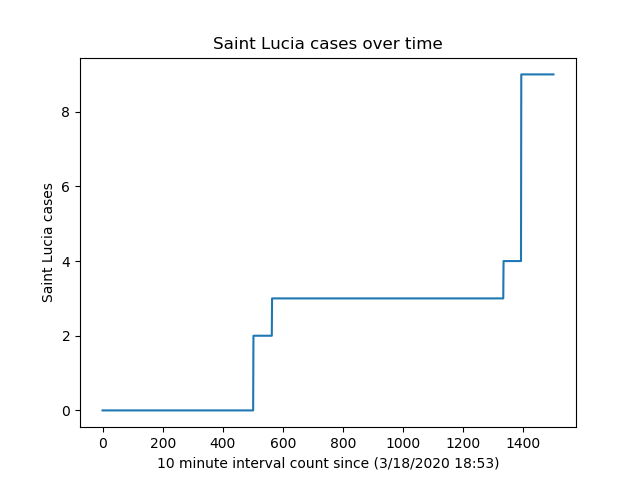 Saint Lucia cases over time
8
6
4
2
0
Saint Lucia cases
0 200 400 600 800 1000 1200 1400
10 minute interval count since (3/18/2020 18:53)